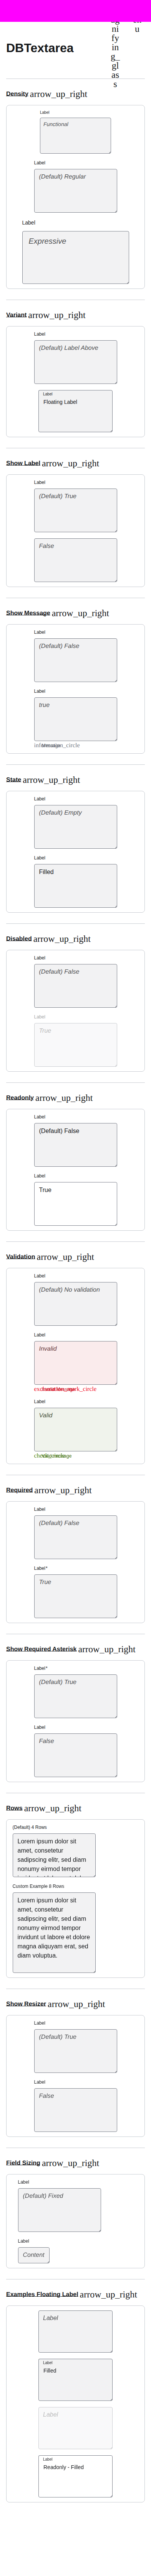 DBTextarea
Density arrow_up_right
Label
Functional
Label
(Default) Regular
Label
Expressive
Variant arrow_up_right
Label
(Default) Label Above
Label
Floating Label
Show Label arrow_up_right
Label
(Default) True
False
Show Message arrow_up_right
Label
(Default) False
Label
true
State arrow_up_right
Label
(Default) Empty
Label
Filled
Disabled arrow_up_right
Label
(Default) False
Label
True
Readonly arrow_up_right
Label
(Default) False
Label
True
Validation arrow_up_right
Label
(Default) No validation
Label
Invalid
Label
Valid
Required arrow_up_right
Label
(Default) False
Label*
True
Show Required Asterisk arrow_up_right
Label*
(Default) True
Label
False
Rows arrow_up_right
(Default) 4 Rows
Lorem ipsum dolor sit
amet, consetetur
sadipscing elitr, sed diam
nonumy eirmod tempor
Custom Example 8 Rows
Lorem ipsum dolor sit
amet, consetetur
sadipscing elitr, sed diam
nonumy eirmod tempor
invidunt ut labore et dolore
magna aliquyam erat, sed
diam voluptua.
Show Resizer arrow_up_right
Label
(Default) True
Label
False
Field Sizing arrow_up_right
Label
(Default) Fixed
Label
Content
Examples Floating Label arrow_up_right
Label
Label
Filled
Label
Label
Readonly - Filled